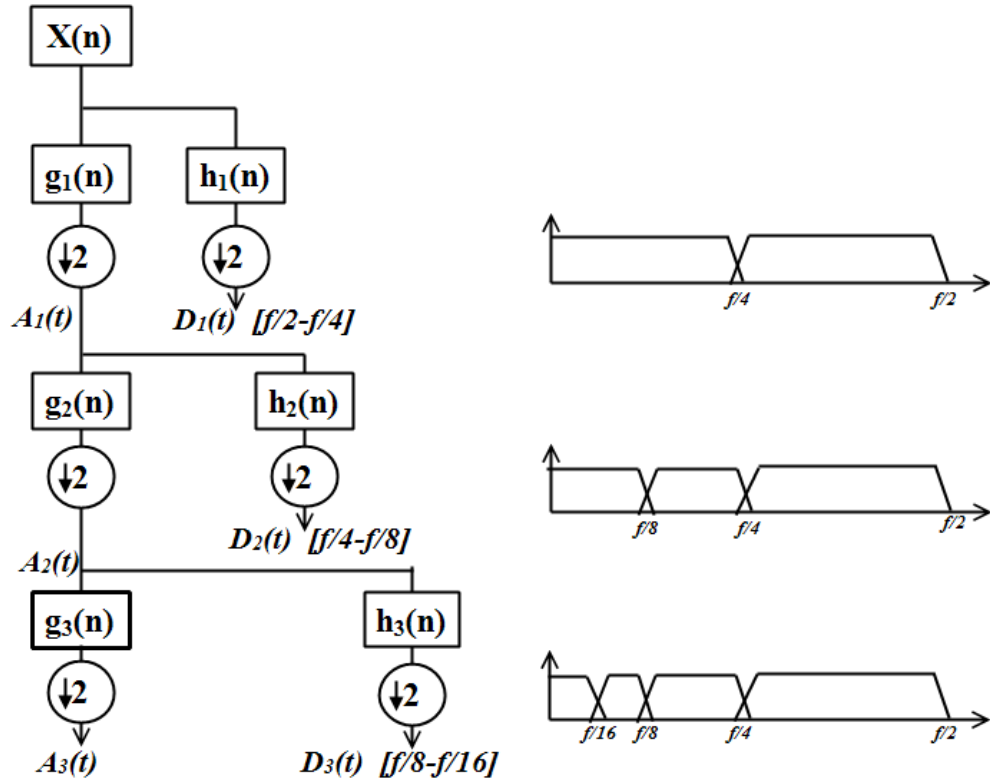 X(n)
g₁(n) h₁(n)
↓2 ↓2
f/4 f/2
A₁(t) D₁(t) [f/2-f/4]
g₂(n) h₂(n)
↓2 ↓2
f/8 f/4 f/2
D₂(t) [f/4-f/8]
A₂(t)
g₃(n) h₃(n)
↓2 ↓2
f/16 f/8 f/4 f/2
A₃(t) D₃(t) [f/8-f/16]